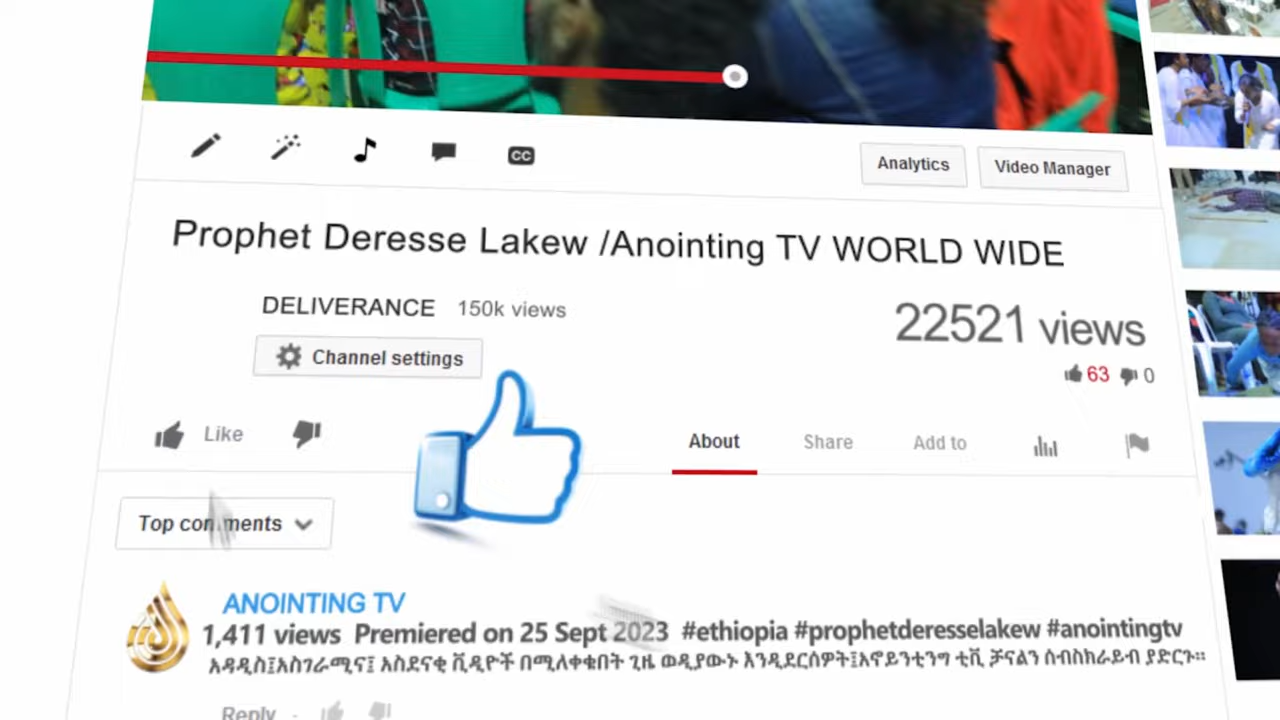 CC
Analytics
Video Manager
Prophet Deresse Lakew /Anointing TV WORLD WIDE
DELIVERANCE 150k views
22521 views
Channel settings
63 0
Like
About Share Add to
Top comments
ANOINTING TV
1,411 views Premiered on 25 Sept 2023 #ethiopia #prophetderesselakew #anointingtv
አዳዲስ፤አስገራሚና፤ አስደናቂ ቪዲዮች በሚለቀቁበት ጊዜ ወዲያውኑ እንዲደርሰዎት፤አኖይንቲንግ ቲቪ ቻናልን ሰብስክራይብ ያድርጉ።
Reply